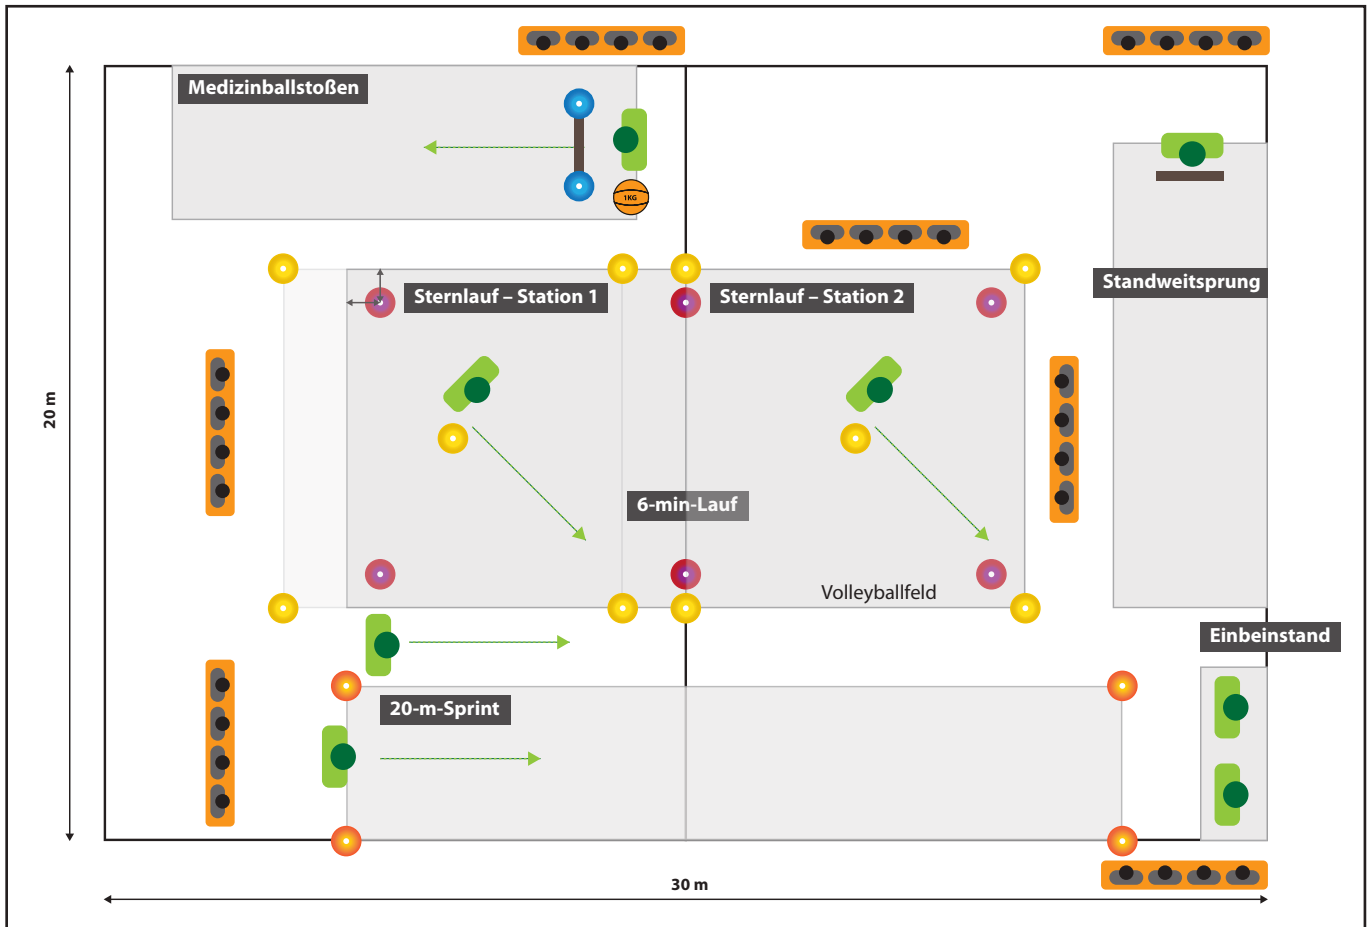 Medizinballstoßen
1KG
Standweitsprung
Sternlauf – Station 1
Sternlauf – Station 2
20 m
6-min-Lauf
Volleyballfeld
Einbeinstand
20-m-Sprint
30 m